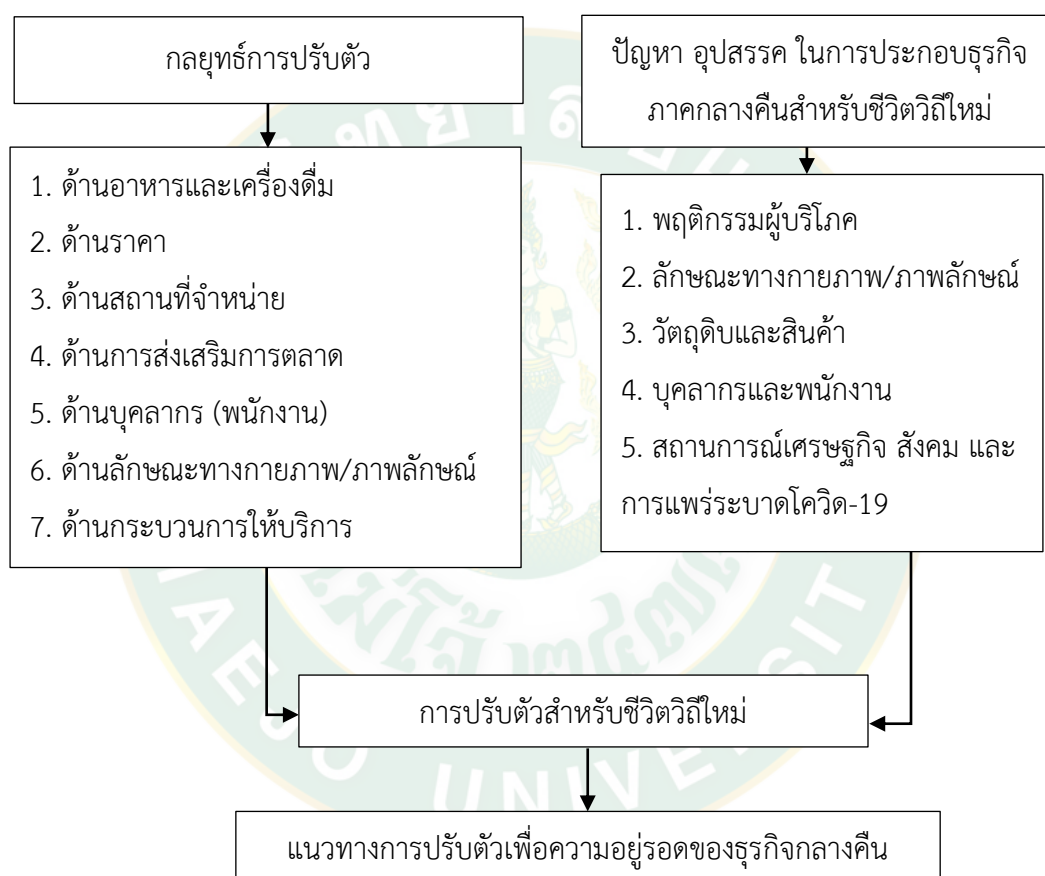 กลยุทธ์การปรับตัว
ปัญหา อุปสรรค ในการประกอบธุรกิจ
ภาคกลางคืนสำหรับชีวิตวิถีใหม่
1. ด้านอาหารและเครื่องดื่ม
2. ด้านราคา
3. ด้านสถานที่จำหน่าย
4. ด้านการส่งเสริมการตลาด
5. ด้านบุคลากร (พนักงาน)
6. ด้านลักษณะทางกายภาพ/ภาพลักษณ์
7. ด้านกระบวนการให้บริการ
1. พฤติกรรมผู้บริโภค
2. ลักษณะทางกายภาพ/ภาพลักษณ์
3. วัตถุดิบและสินค้า
4. บุคลากรและพนักงาน
5. สถานการณ์เศรษฐกิจ สังคม และ
การแพร่ระบาดโควิด-19
การปรับตัวสำหรับชีวิตวิถีใหม่
แนวทางการปรับตัวเพื่อความอยู่รอดของธุรกิจกลางคืน
แม่โจ้ ๒๔๗๗